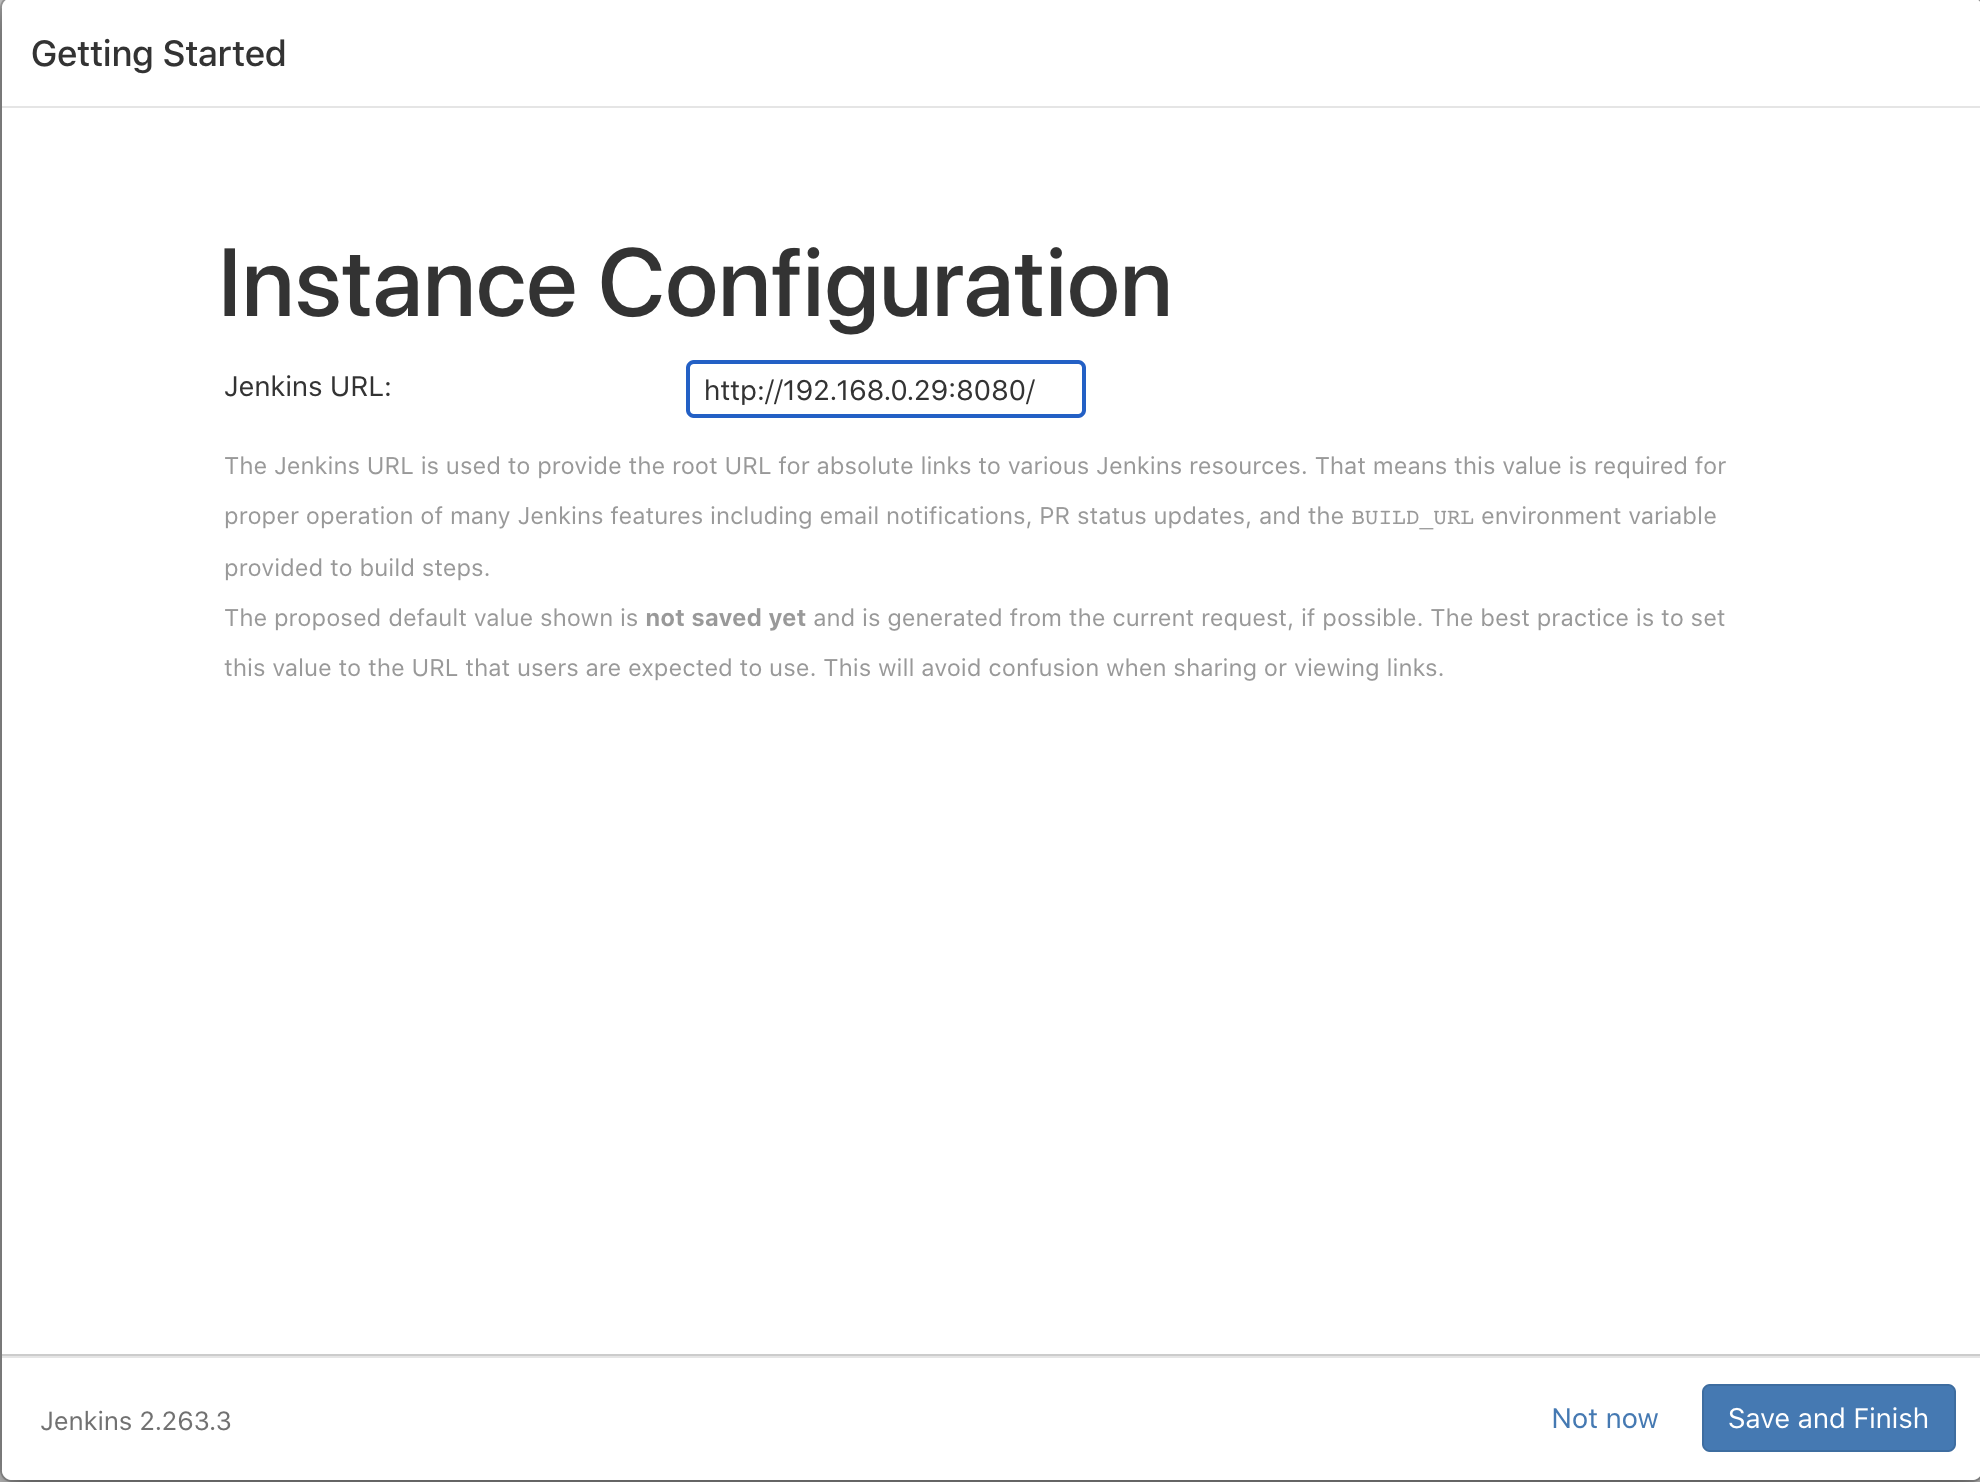 Getting Started
Instance Configuration
Jenkins URL:
http://192.168.0.29:8080/
The Jenkins URL is used to provide the root URL for absolute links to various Jenkins resources. That means this value is required for
proper operation of many Jenkins features including email notifications, PR status updates, and the BUILD_URL environment variable
provided to build steps.
The proposed default value shown is not saved yet and is generated from the current request, if possible. The best practice is to set
this value to the URL that users are expected to use. This will avoid confusion when sharing or viewing links.
Jenkins 2.263.3
Not now
Save and Finish